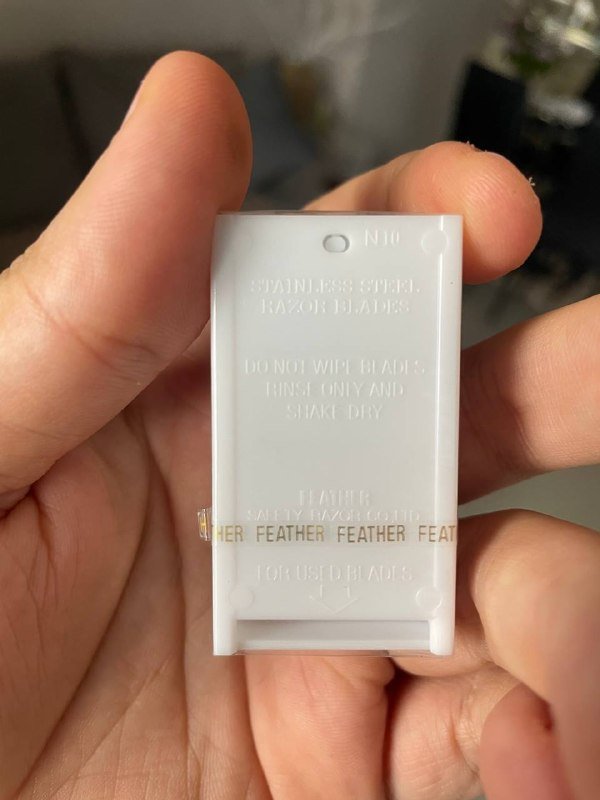 N 10
STAINLESS STEEL
RAZOR BLADES
DO NOT WIPE BLADES
RINSE ONLY AND
SHAKE DRY
FEATHER
SAFETY RAZOR CO. LTD
HER FEATHER FEATHER FEAT
FOR USED BLADES